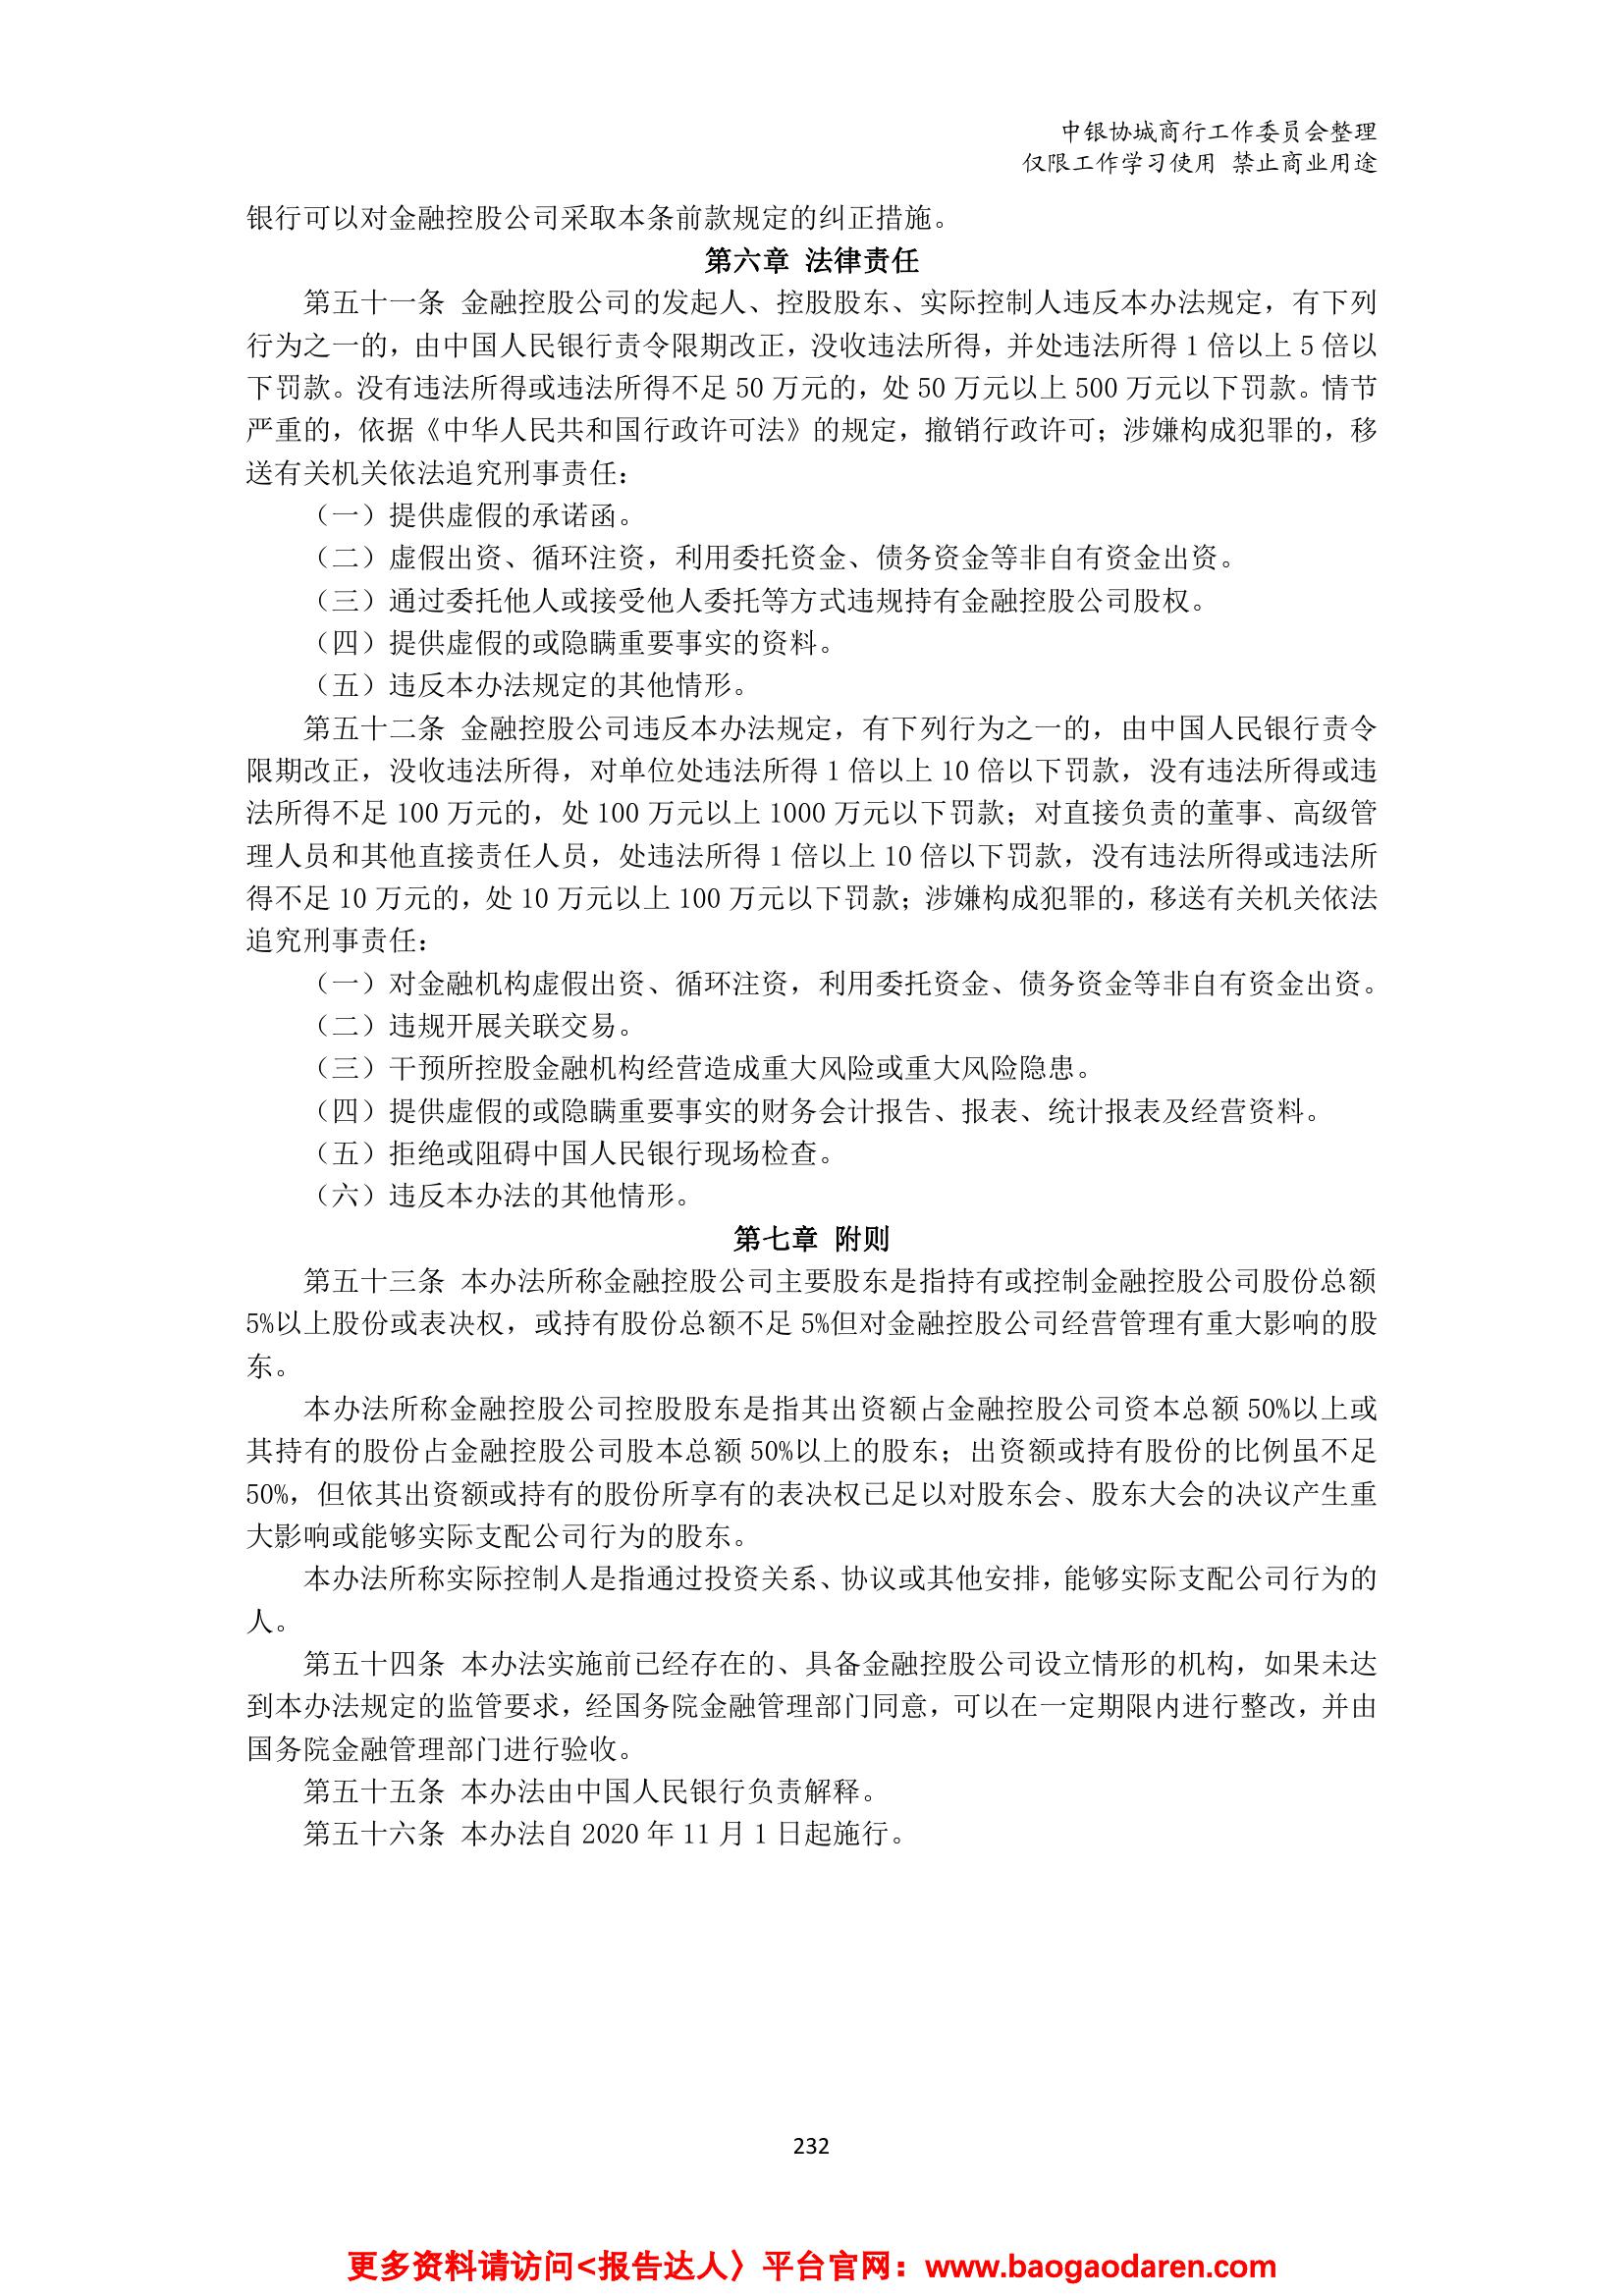 中银协城商行工作委员会整理
仅限工作学习使用 禁止商业用途
银行可以对金融控股公司采取本条前款规定的纠正措施。
第六章 法律责任
第五十一条 金融控股公司的发起人、控股股东、实际控制人违反本办法规定，有下列
行为之一的，由中国人民银行责令限期改正，没收违法所得，并处违法所得 1 倍以上 5 倍以
下罚款。没有违法所得或违法所得不足 50 万元的，处 50 万元以上 500 万元以下罚款。情节
严重的，依据《中华人民共和国行政许可法》的规定，撤销行政许可；涉嫌构成犯罪的，移
送有关机关依法追究刑事责任：
（一）提供虚假的承诺函。
（二）虚假出资、循环注资，利用委托资金、债务资金等非自有资金出资。
（三）通过委托他人或接受他人委托等方式违规持有金融控股公司股权。
（四）提供虚假的或隐瞒重要事实的资料。
（五）违反本办法规定的其他情形。
第五十二条 金融控股公司违反本办法规定，有下列行为之一的，由中国人民银行责令
限期改正，没收违法所得，对单位处违法所得 1 倍以上 10 倍以下罚款，没有违法所得或违
法所得不足 100 万元的，处 100 万元以上 1000 万元以下罚款；对直接负责的董事、高级管
理人员和其他直接责任人员，处违法所得 1 倍以上 10 倍以下罚款，没有违法所得或违法所
得不足 10 万元的，处 10 万元以上 100 万元以下罚款；涉嫌构成犯罪的，移送有关机关依法
追究刑事责任：
（一）对金融机构虚假出资、循环注资，利用委托资金、债务资金等非自有资金出资。
（二）违规开展关联交易。
（三）干预所控股金融机构经营造成重大风险或重大风险隐患。
（四）提供虚假的或隐瞒重要事实的财务会计报告、报表、统计报表及经营资料。
（五）拒绝或阻碍中国人民银行现场检查。
（六）违反本办法的其他情形。
第七章 附则
第五十三条 本办法所称金融控股公司主要股东是指持有或控制金融控股公司股份总额
5%以上股份或表决权，或持有股份总额不足 5%但对金融控股公司经营管理有重大影响的股
东。
本办法所称金融控股公司控股股东是指其出资额占金融控股公司资本总额 50%以上或
其持有的股份占金融控股公司股本总额 50%以上的股东；出资额或持有股份的比例虽不足
50%，但依其出资额或持有的股份所享有的表决权已足以对股东会、股东大会的决议产生重
大影响或能够实际支配公司行为的股东。
本办法所称实际控制人是指通过投资关系、协议或其他安排，能够实际支配公司行为的
人。
第五十四条 本办法实施前已经存在的、具备金融控股公司设立情形的机构，如果未达
到本办法规定的监管要求，经国务院金融管理部门同意，可以在一定期限内进行整改，并由
国务院金融管理部门进行验收。
第五十五条 本办法由中国人民银行负责解释。
第五十六条 本办法自 2020 年 11 月 1 日起施行。
232
更多资料请访问<报告达人〉平台官网：www.baogaodaren.com